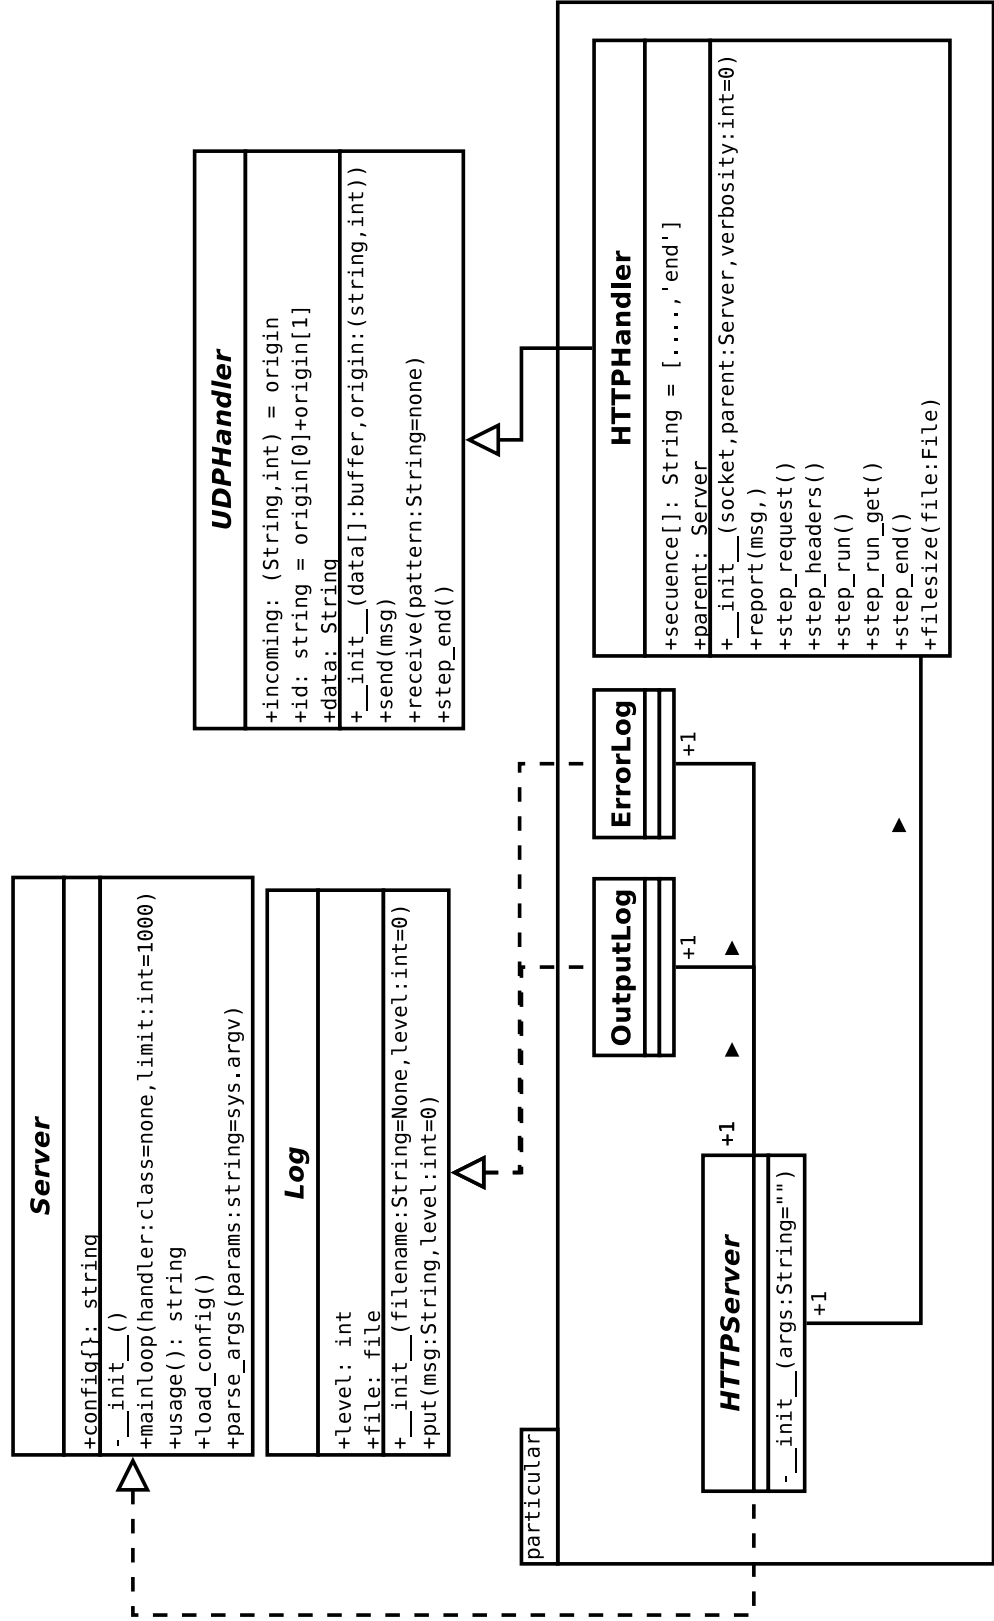 Server
+config{}: string
-__init__()
+mainloop(handler:class=none,limit:int=1000)
+usage(): string
+load_config()
+parse_args(params:string=sys.argv)
UDPHandler
+incoming: (String,int) = origin
+id: string = origin[0]+origin[1]
+data: String
+__init__(data[]:buffer,origin:(string,int))
+send(msg)
+receive(pattern:String=none)
+step_end()
Log
+level: int
+file: file
+__init__(filename:String=None,level:int=0)
+put(msg:String,level:int=0)
particular
OutputLog
+1
ErrorLog
+1
HTTPHandler
+secuence[]: String = [....,'end']
+parent: Server
+__init__(socket,parent:Server,verbosity:int=0)
+report(msg,)
+step_request()
+step_headers()
+step_run()
+step_run_get()
+step_end()
+filesize(file:File)
+1
HTTPServer
-__init__(args:String="")
+1